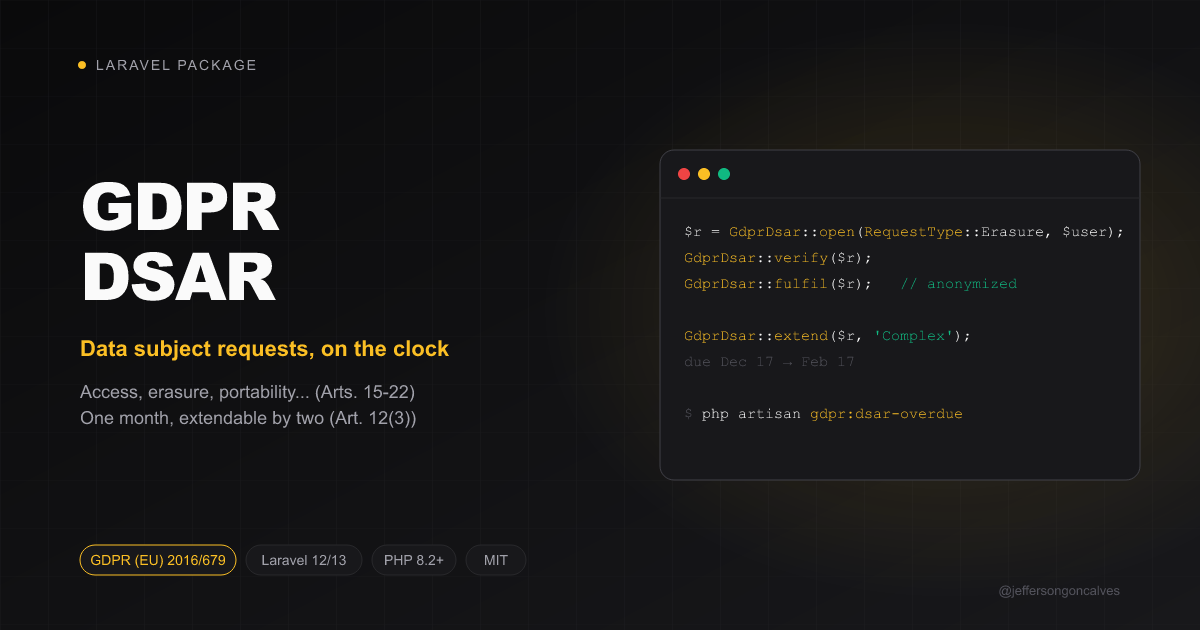 LARAVEL PACKAGE
GDPR
DSAR
Data subject requests, on the clock
Access, erasure, portability... (Arts. 15-22)
One month, extendable by two (Art. 12(3))
$r = GdprDsar::open(RequestType::Erasure, $user);
GdprDsar::verify($r);
GdprDsar::fulfil($r);   // anonymized
GdprDsar::extend($r, 'Complex');
due Dec 17 → Feb 17
$ php artisan gdpr:dsar-overdue
GDPR (EU) 2016/679
Laravel 12/13
PHP 8.2+
MIT
@jeffersongoncalves